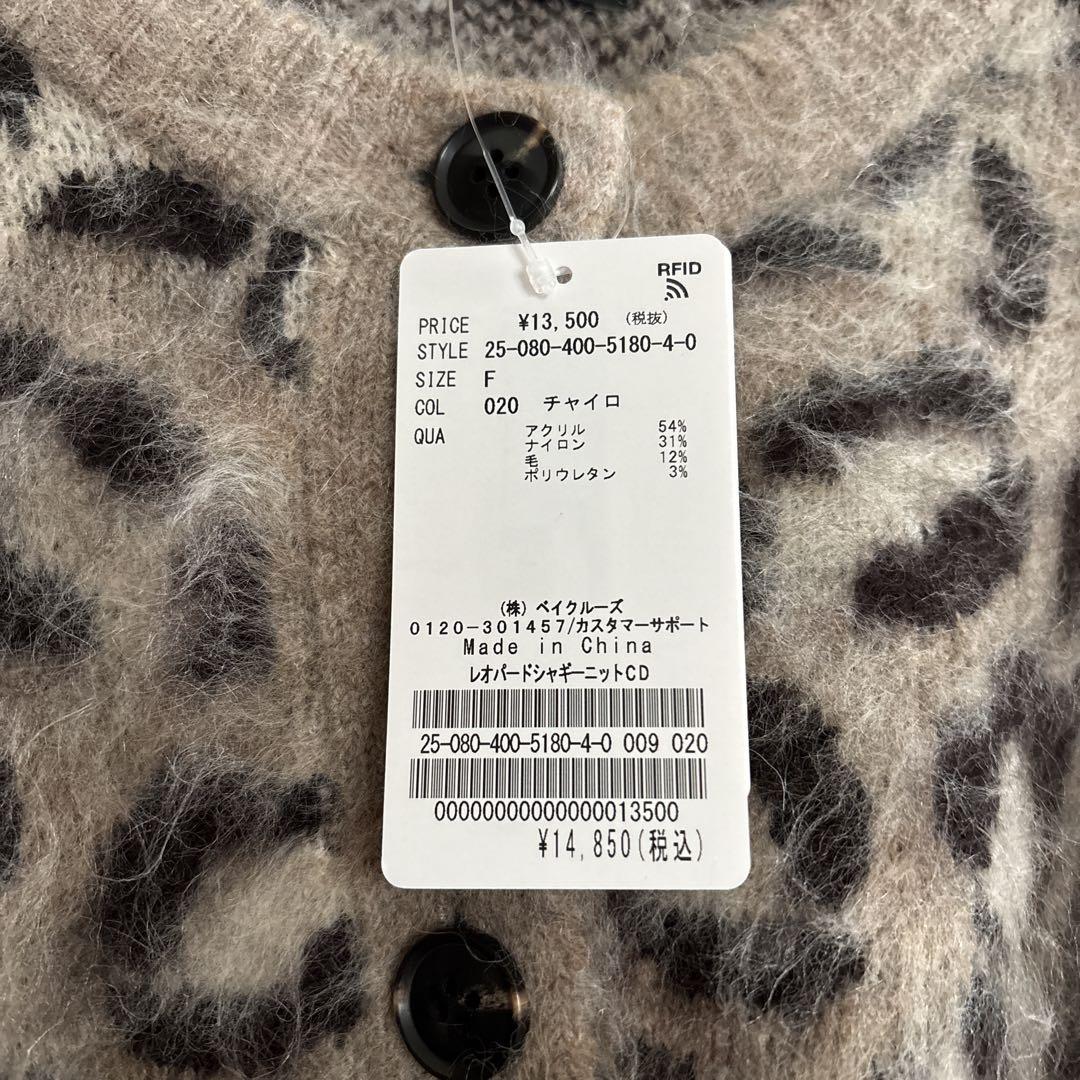 RFID
PRICE ¥13,500 (税抜)
STYLE 25-080-400-5180-4-0
SIZE F
COL 020 チャイロ
QUA アクリル 54%
ナイロン 31%
毛 12%
ポリウレタン 3%
(株) ベイクルーズ
0120-301457/カスタマーサポート
Made in China
レオパードシャギーニットCD
25-080-400-5180-4-0 009 020
00000000000000013500
¥14,850(税込)